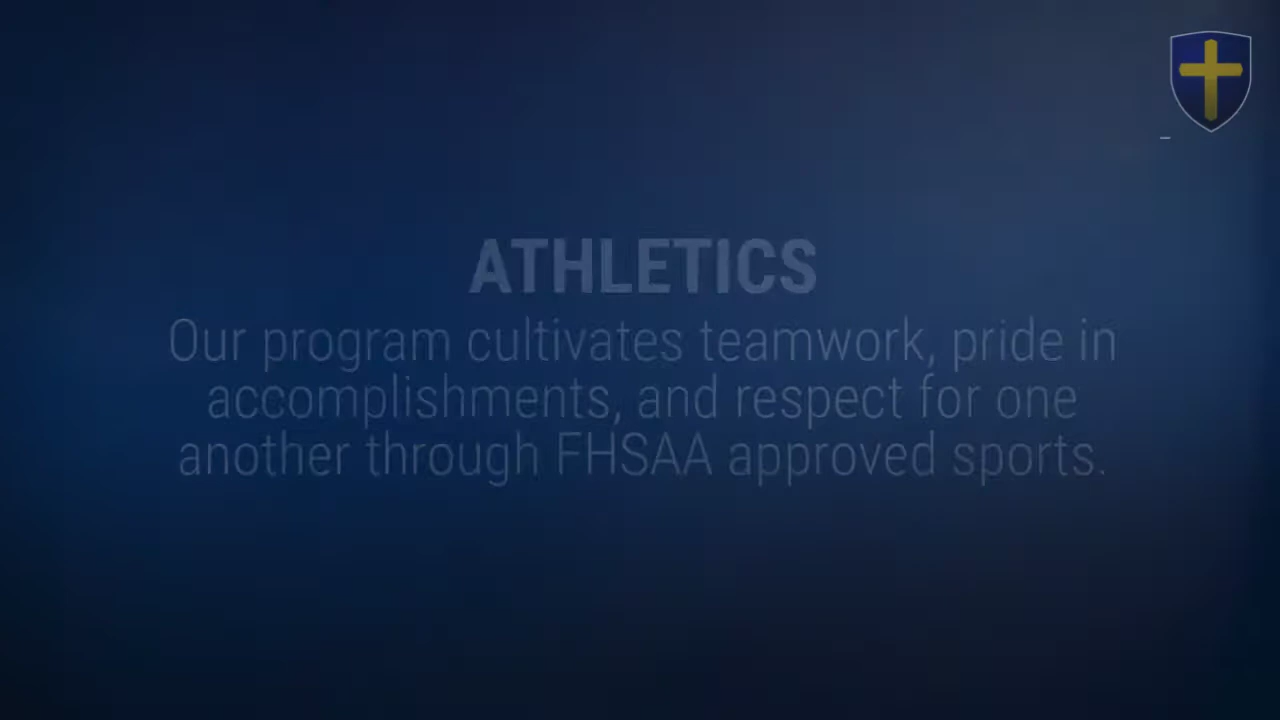 ATHLETICS
Our program cultivates teamwork, pride in
accomplishments, and respect for one
another through FHSAA approved sports.